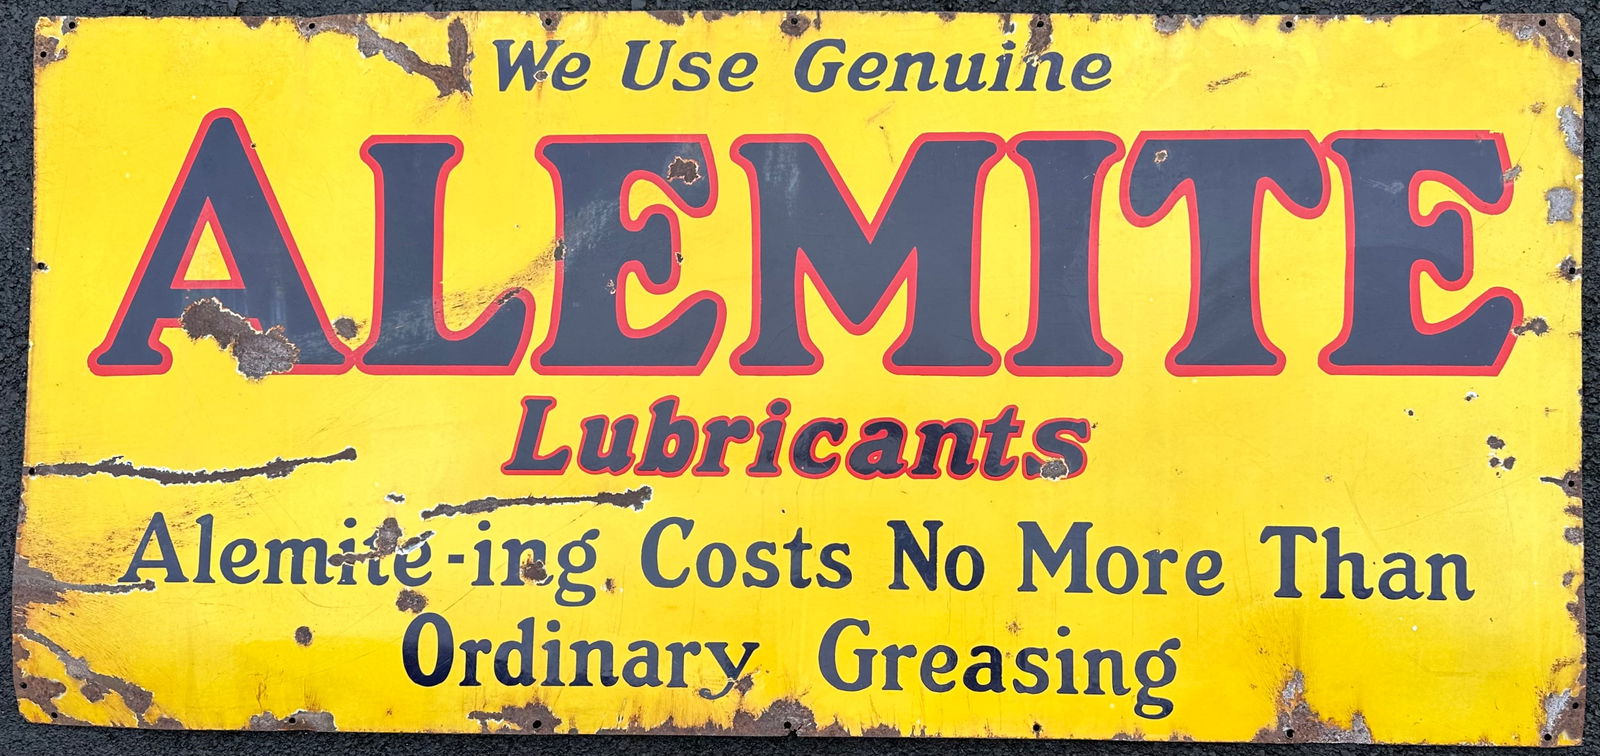 We Use Genuine
ALEMITE
Lubricants
Alemite-ing Costs No More Than
Ordinary Greasing